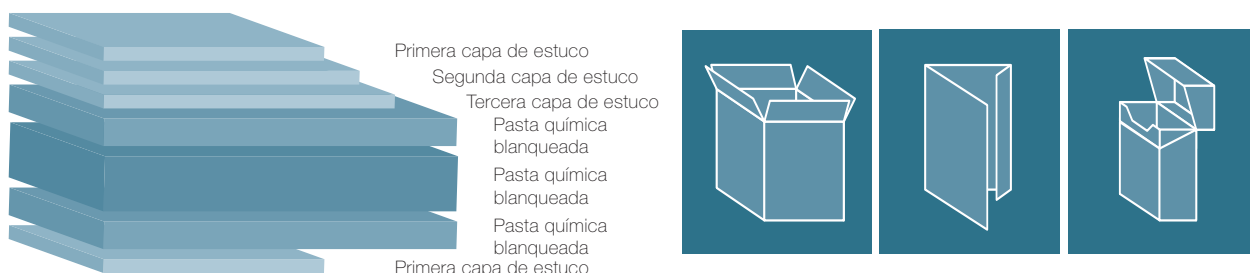 Primera capa de estuco
Segunda capa de estuco
Tercera capa de estuco
Pasta química
blanqueada
Pasta química
blanqueada
Pasta química
blanqueada
Primera capa de estuco